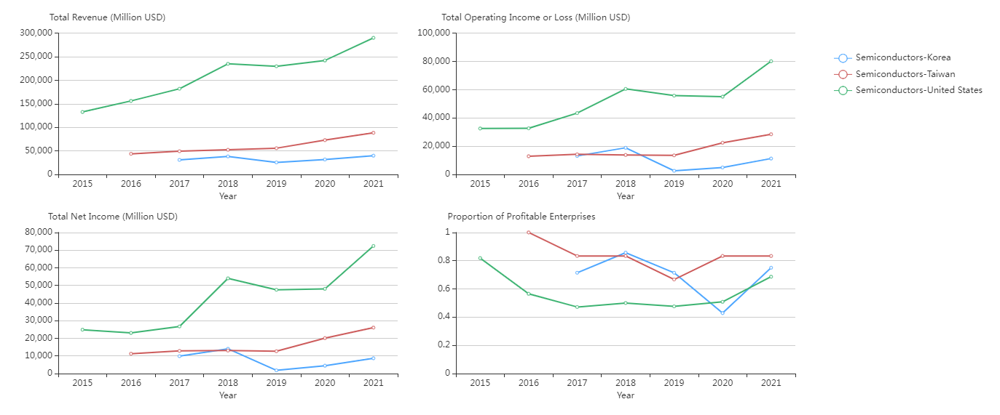 Total Revenue (Million USD)
300,000
250,000
200,000
150,000
100,000
50,000
0
2015 2016 2017 2018 2019 2020 2021
Year
Total Operating Income or Loss (Million USD)
100,000
80,000
60,000
40,000
20,000
0
2015 2016 2017 2018 2019 2020 2021
Year
Semiconductors-Korea
Semiconductors-Taiwan
Semiconductors-United States
Total Net Income (Million USD)
80,000
70,000
60,000
50,000
40,000
30,000
20,000
10,000
0
2015 2016 2017 2018 2019 2020 2021
Year
Proportion of Profitable Enterprises
1
0.8
0.6
0.4
0.2
0
2015 2016 2017 2018 2019 2020 2021
Year